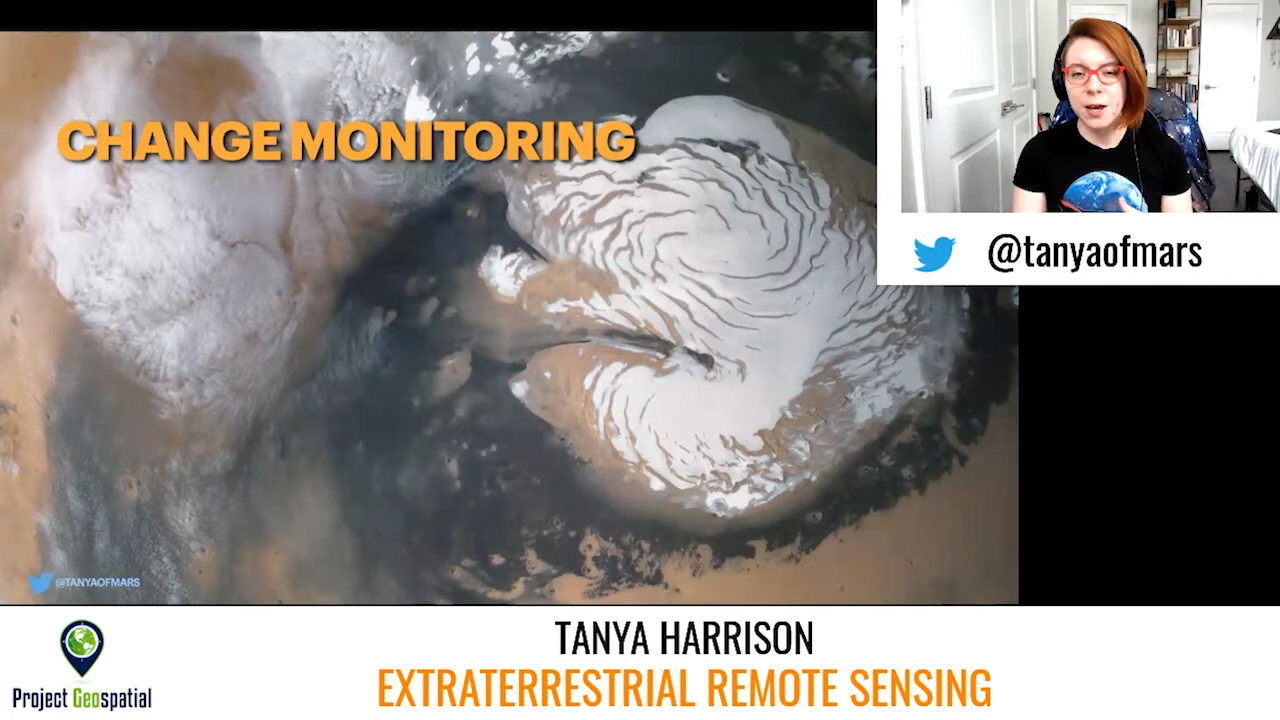 CHANGE MONITORING
@tanyaofmars
@TANYAOFMARS
TANYA HARRISON
EXTRATERRESTRIAL REMOTE SENSING
Project Geospatial